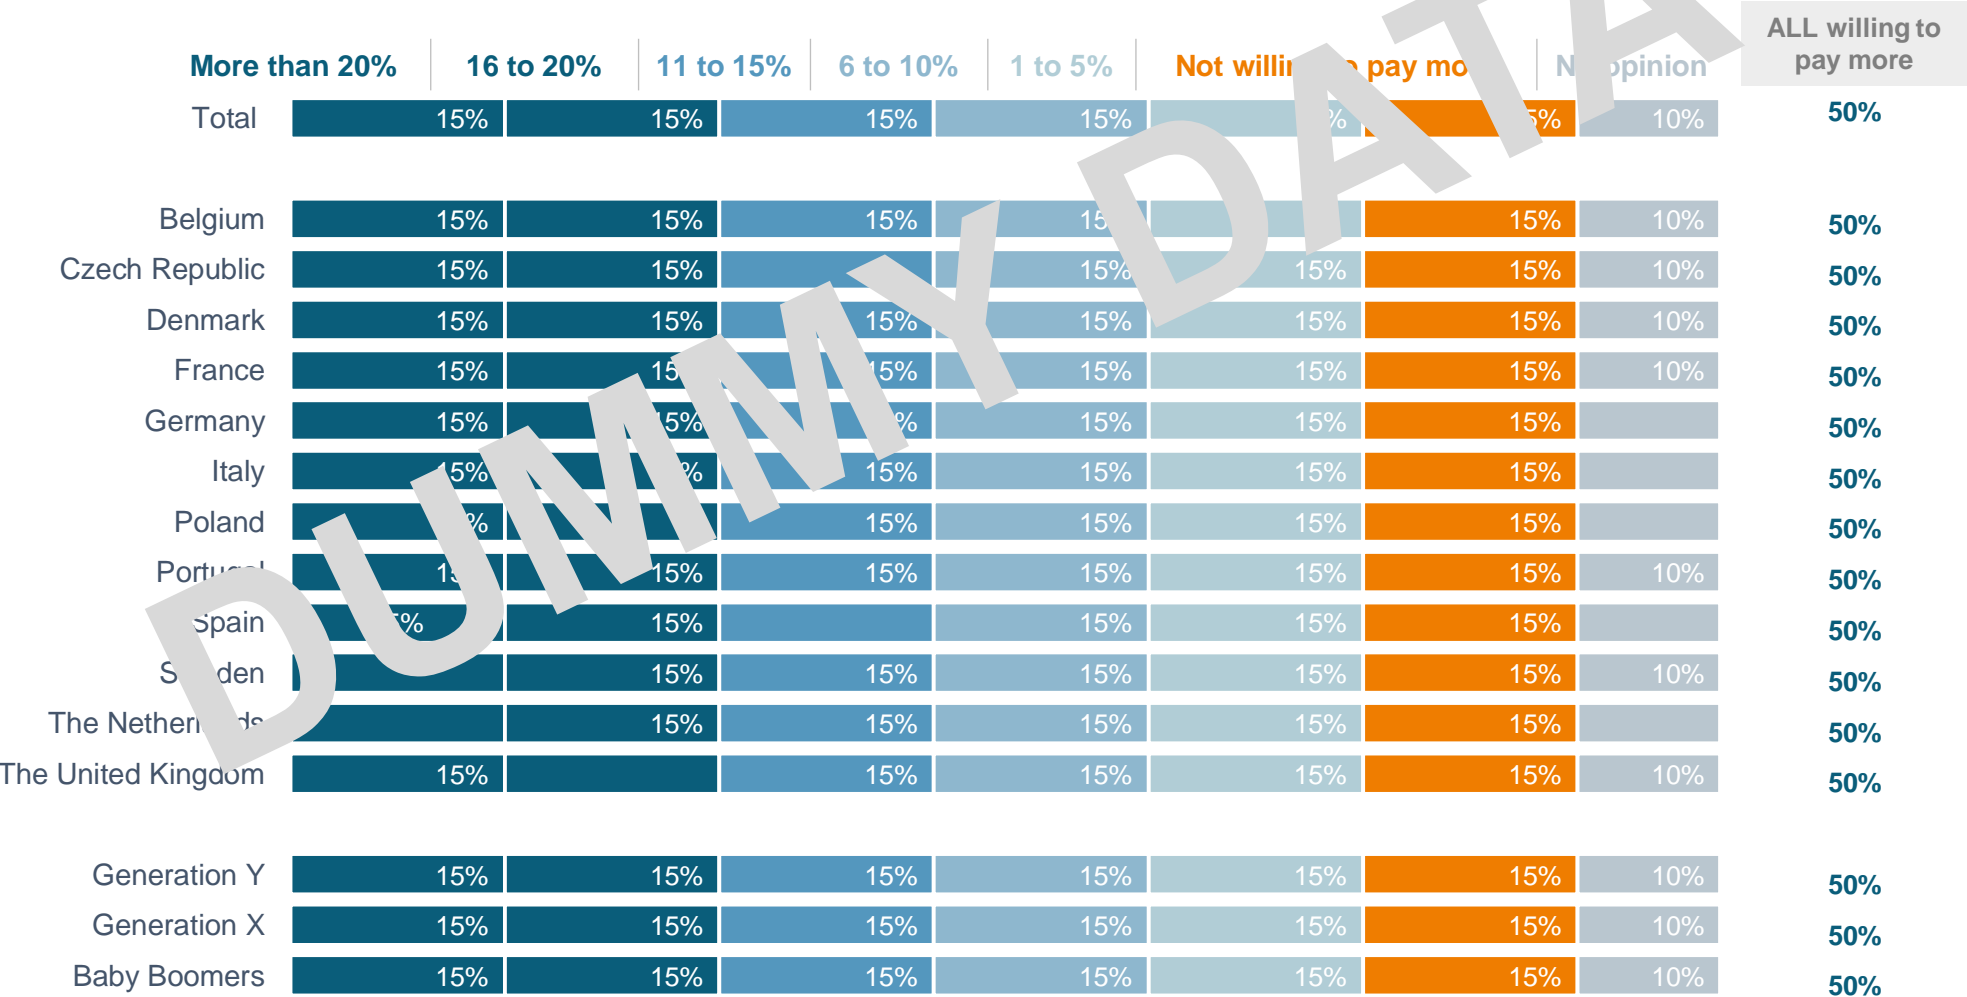 ALL willing to
pay more
More than 20% 16 to 20% 11 to 15% 6 to 10% 1 to 5% Not pay opinion
Total 15% 15% 15% 15% 10% 50%
Belgium 15% 15% 15% 15% 10% 50%
Czech Republic 15% 15% 15% 15% 15% 10% 50%
Denmark 15% 15% 15% 15% 15% 15% 10% 50%
France 15% 15% 15% 15% 10% 50%
Germany 15% 15% 15% 15% 50%
Italy 15% 15% 15% 15% 50%
Poland 15% 15% 15% 15% 50%
Portugal 15% 15% 15% 15% 15% 10% 50%
Spain 15% 15% 15% 15% 50%
Sweden 15% 15% 15% 15% 15% 10% 50%
The Netherlands 15% 15% 15% 15% 15% 50%
The United Kingdom 15% 15% 15% 15% 15% 10% 50%
Generation Y 15% 15% 15% 15% 15% 15% 10% 50%
Generation X 15% 15% 15% 15% 15% 15% 10% 50%
Baby Boomers 15% 15% 15% 15% 15% 15% 10% 50%
DUMMY DATA